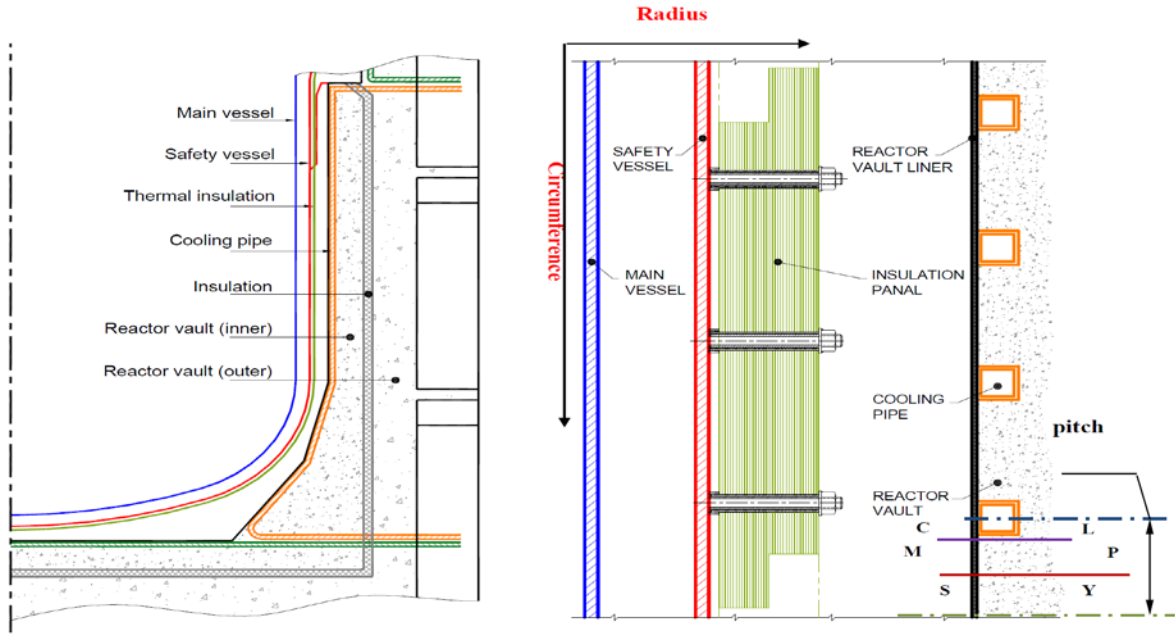 Main vessel
Safety vessel
Thermal insulation
Cooling pipe
Insulation
Reactor vault (inner)
Reactor vault (outer)
Radius
Circumference
SAFETY
VESSEL
REACTOR
VAULT LINER
MAIN
VESSEL
INSULATION
PANAL
COOLING
PIPE
pitch
REACTOR
VAULT
C L
M P
S Y